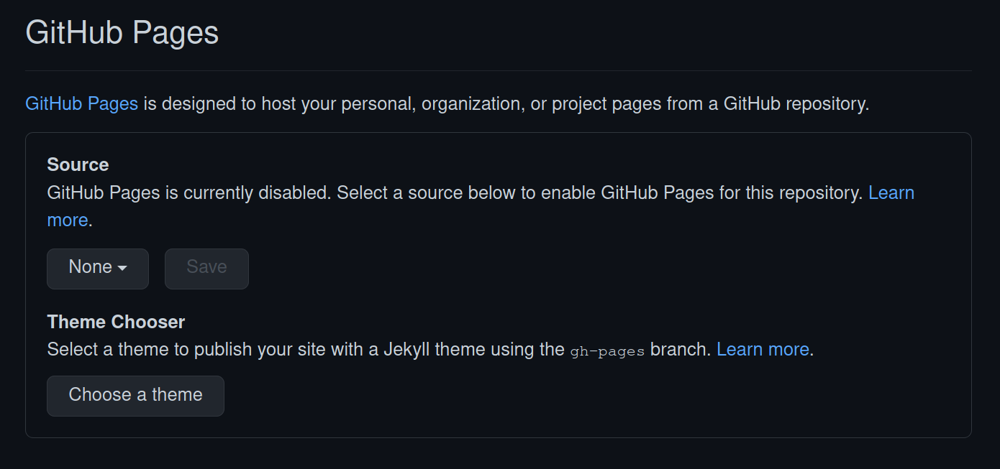 GitHub Pages
GitHub Pages is designed to host your personal, organization, or project pages from a GitHub repository.
Source
GitHub Pages is currently disabled. Select a source below to enable GitHub Pages for this repository. Learn
more.
None Save
Theme Chooser
Select a theme to publish your site with a Jekyll theme using the gh-pages branch. Learn more.
Choose a theme